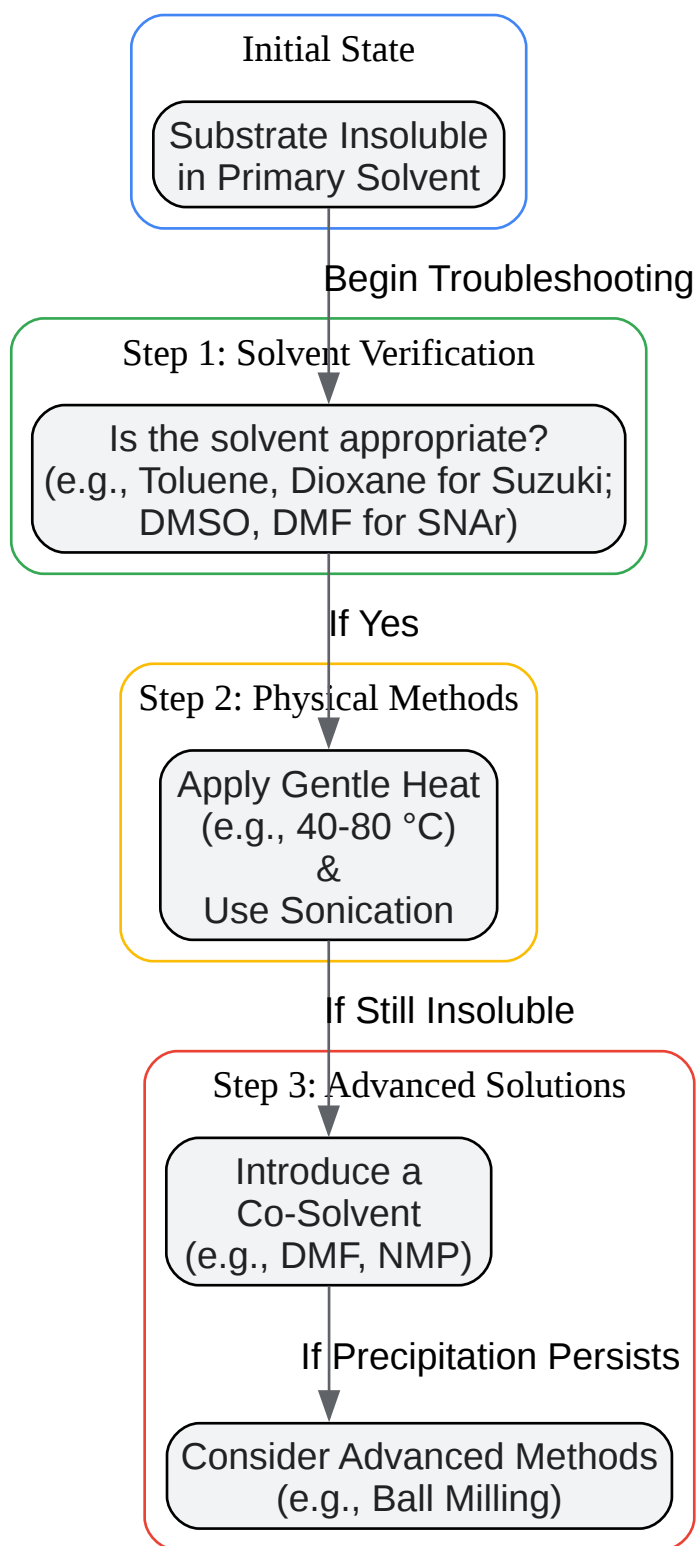 Initial State
Substrate Insoluble
in Primary Solvent
Begin Troubleshooting
Step 1: Solvent Verification
Is the solvent appropriate?
(e.g., Toluene, Dioxane for Suzuki;
DMSO, DMF for SNAr)
If Yes
Step 2: Physical Methods
Apply Gentle Heat
(e.g., 40-80 °C)
&
Use Sonication
If Still Insoluble
Step 3: Advanced Solutions
Introduce a
Co-Solvent
(e.g., DMF, NMP)
If Precipitation Persists
Consider Advanced Methods
(e.g., Ball Milling)